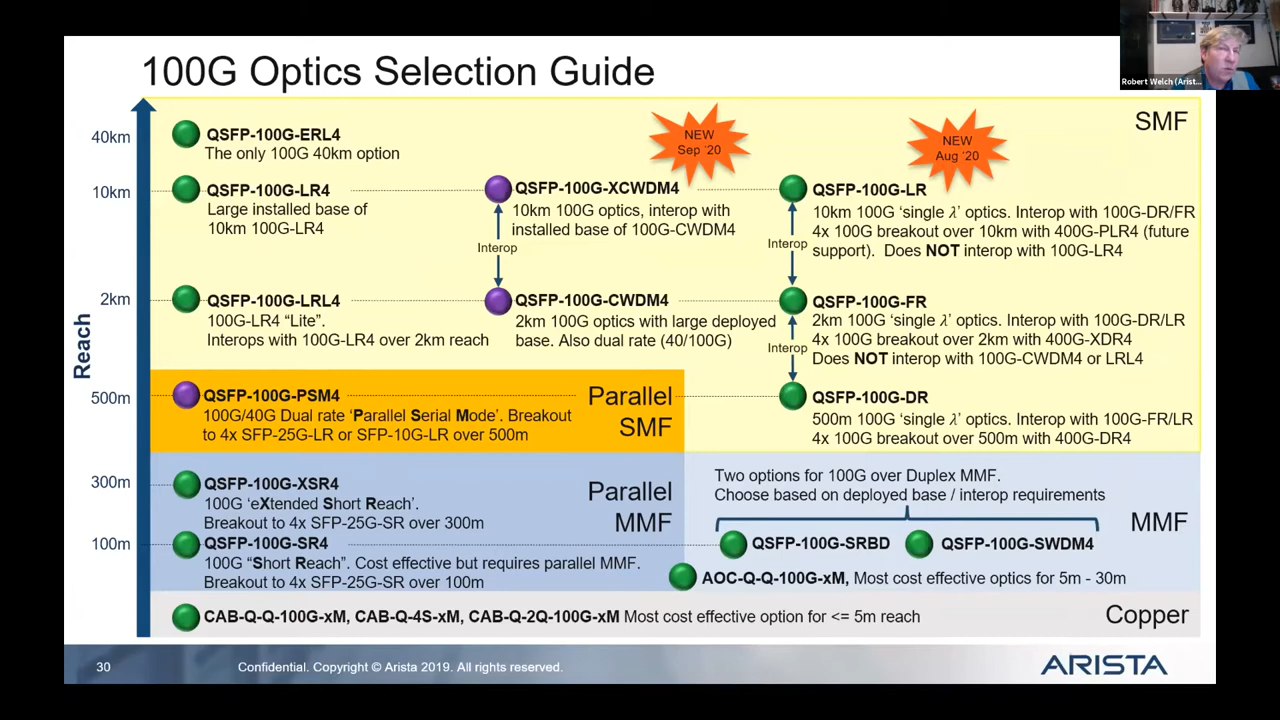 100G Optics Selection Guide
Robert Welch (Arist...
SMF
NEW
Sep '20
NEW
Aug '20
Reach
40km
QSFP-100G-ERL4
The only 100G 40km option
10km
QSFP-100G-LR4
Large installed base of
10km 100G-LR4
QSFP-100G-XCWDM4
10km 100G optics, interop with
installed base of 100G-CWDM4
Interop
QSFP-100G-LR
10km 100G ‘single λ’ optics. Interop with 100G-DR/FR
4x 100G breakout over 10km with 400G-PLR4 (future
support). Does NOT interop with 100G-LR4
Interop
2km
QSFP-100G-LRL4
100G-LR4 “Lite”.
Interops with 100G-LR4 over 2km reach
QSFP-100G-CWDM4
2km 100G optics with large deployed
base. Also dual rate (40/100G)
QSFP-100G-FR
2km 100G ‘single λ’ optics. Interop with 100G-DR/LR
4x 100G breakout over 2km with 400G-XDR4
Does NOT interop with 100G-CWDM4 or LRL4
Interop
500m
QSFP-100G-PSM4
100G/40G Dual rate ‘Parallel Serial Mode’. Breakout
to 4x SFP-25G-LR or SFP-10G-LR over 500m
Parallel
SMF
QSFP-100G-DR
500m 100G ‘single λ’ optics. Interop with 100G-FR/LR
4x 100G breakout over 500m with 400G-DR4
300m
QSFP-100G-XSR4
100G ‘eXtended Short Reach’.
Breakout to 4x SFP-25G-SR over 300m
Parallel
MMF
Two options for 100G over Duplex MMF.
Choose based on deployed base / interop requirements
MMF
100m
QSFP-100G-SR4
100G “Short Reach”. Cost effective but requires parallel MMF.
Breakout to 4x SFP-25G-SR over 100m
QSFP-100G-SRBD
QSFP-100G-SWDM4
AOC-Q-Q-100G-xM, Most cost effective optics for 5m - 30m
CAB-Q-Q-100G-xM, CAB-Q-4S-xM, CAB-Q-2Q-100G-xM Most cost effective option for <= 5m reach
Copper
30
Confidential. Copyright © Arista 2019. All rights reserved.
ARISTA